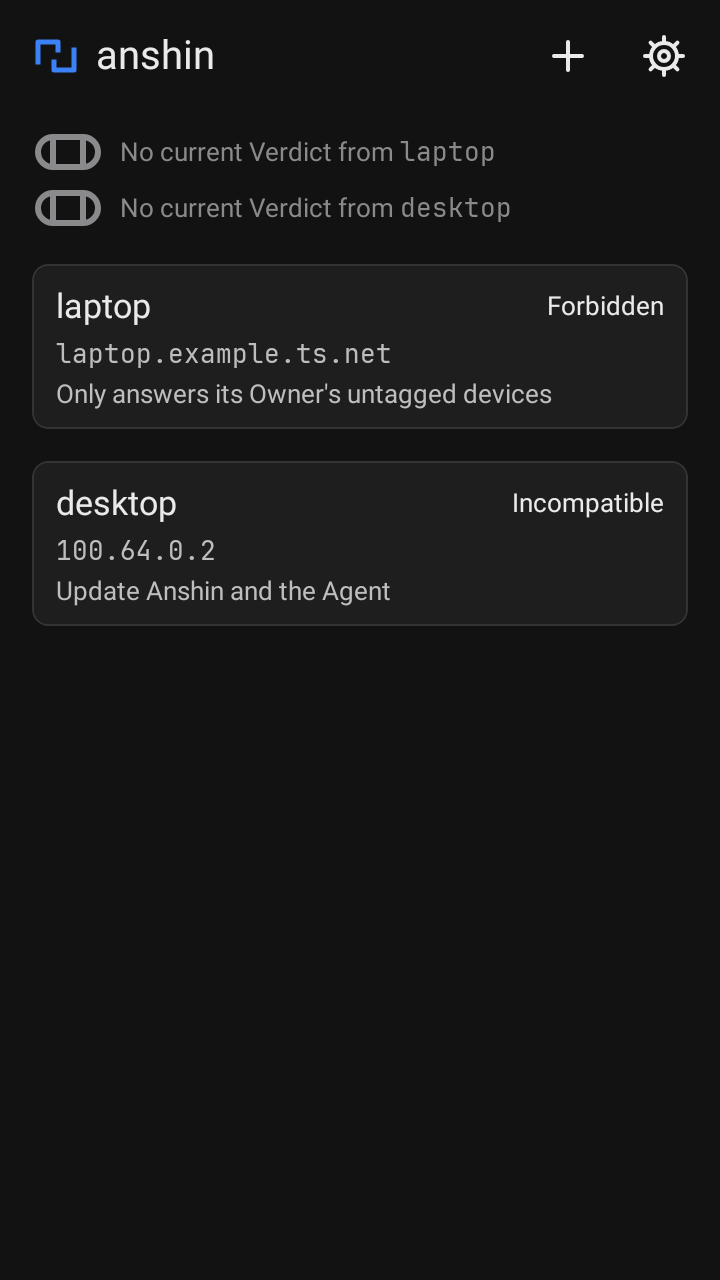 anshin
No current Verdict from laptop
No current Verdict from desktop
laptop
Forbidden
laptop.example.ts.net
Only answers its Owner's untagged devices
desktop
Incompatible
100.64.0.2
Update Anshin and the Agent